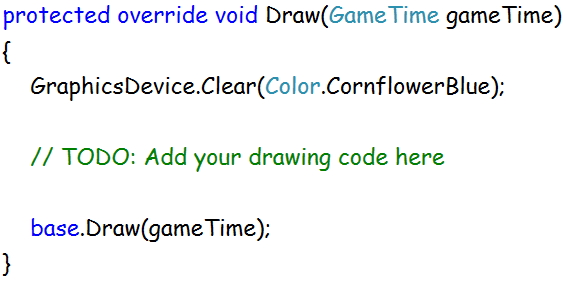 protected override void Draw(GameTime gameTime)
{
    GraphicsDevice.Clear(Color.CornflowerBlue);

    // TODO: Add your drawing code here

    base.Draw(gameTime);
}